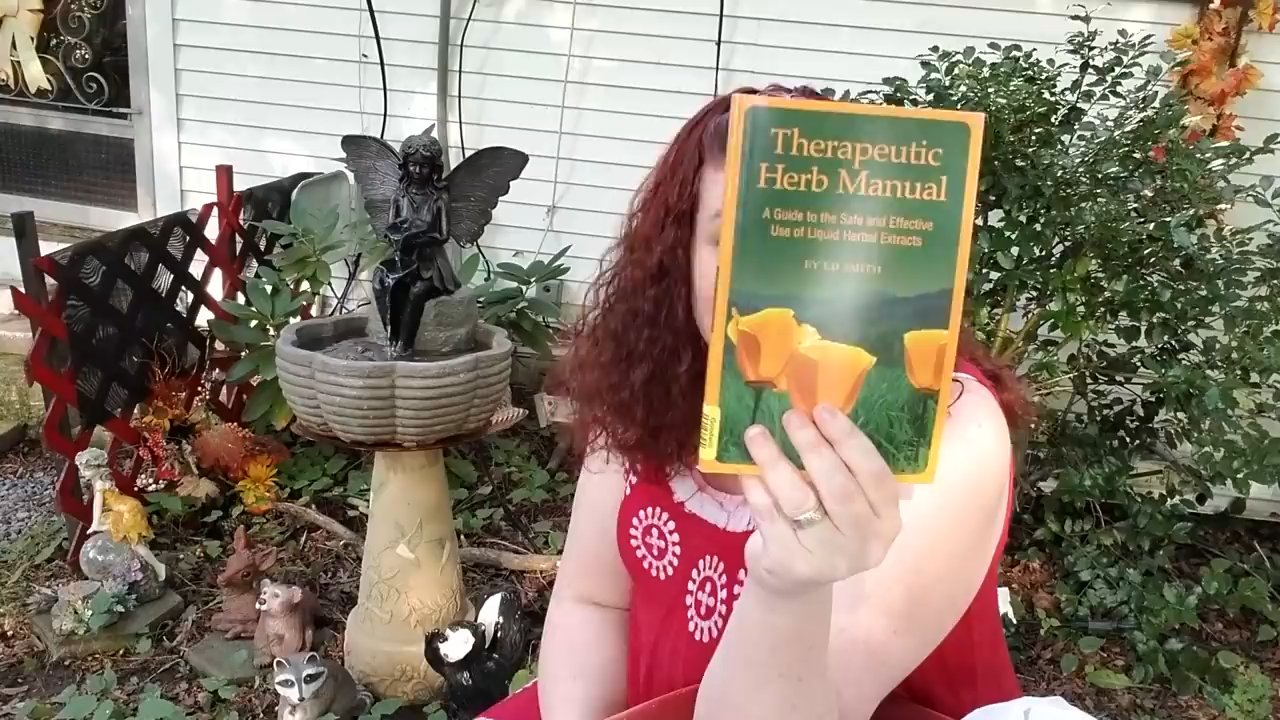 Therapeutic
Herb Manual
A Guide to the Safe and Effective
Use of Liquid Herbal Extracts
BY ED SMITH